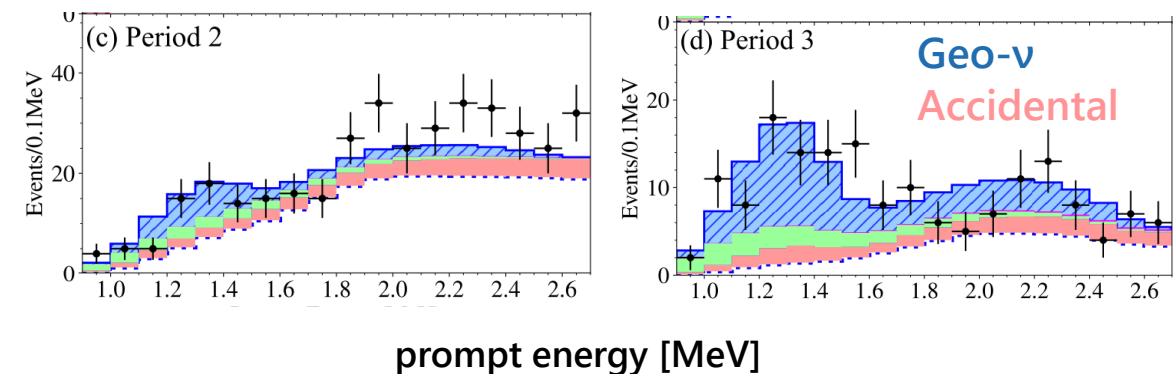 0
(c) Period 2
40
20
0
Events/0.1MeV
1.0 1.2 1.4 1.6 1.8 2.0 2.2 2.4 2.6
0
(d) Period 3
Geo-ν
Accidental
20
10
0
Events/0.1MeV
1.0 1.2 1.4 1.6 1.8 2.0 2.2 2.4 2.6
prompt energy [MeV]